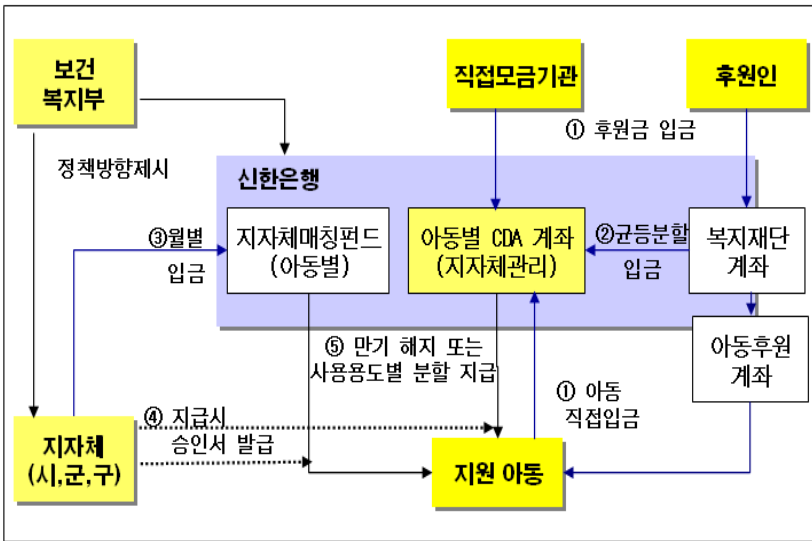 보건
복지부
직접모금기관
후원인
① 후원금 입금
정책방향제시
신한은행
③월별
입금
지자체매칭펀드
(아동별)
아동별 CDA 계좌
(지자체관리)
②균등분할
입금
복지재단
계좌
⑤ 만기 해지 또는
사용용도별 분할 지급
아동후원
계좌
① 아동
직접입금
④ 지급시
승인서 발급
지자체
(시,군,구)
지원 아동